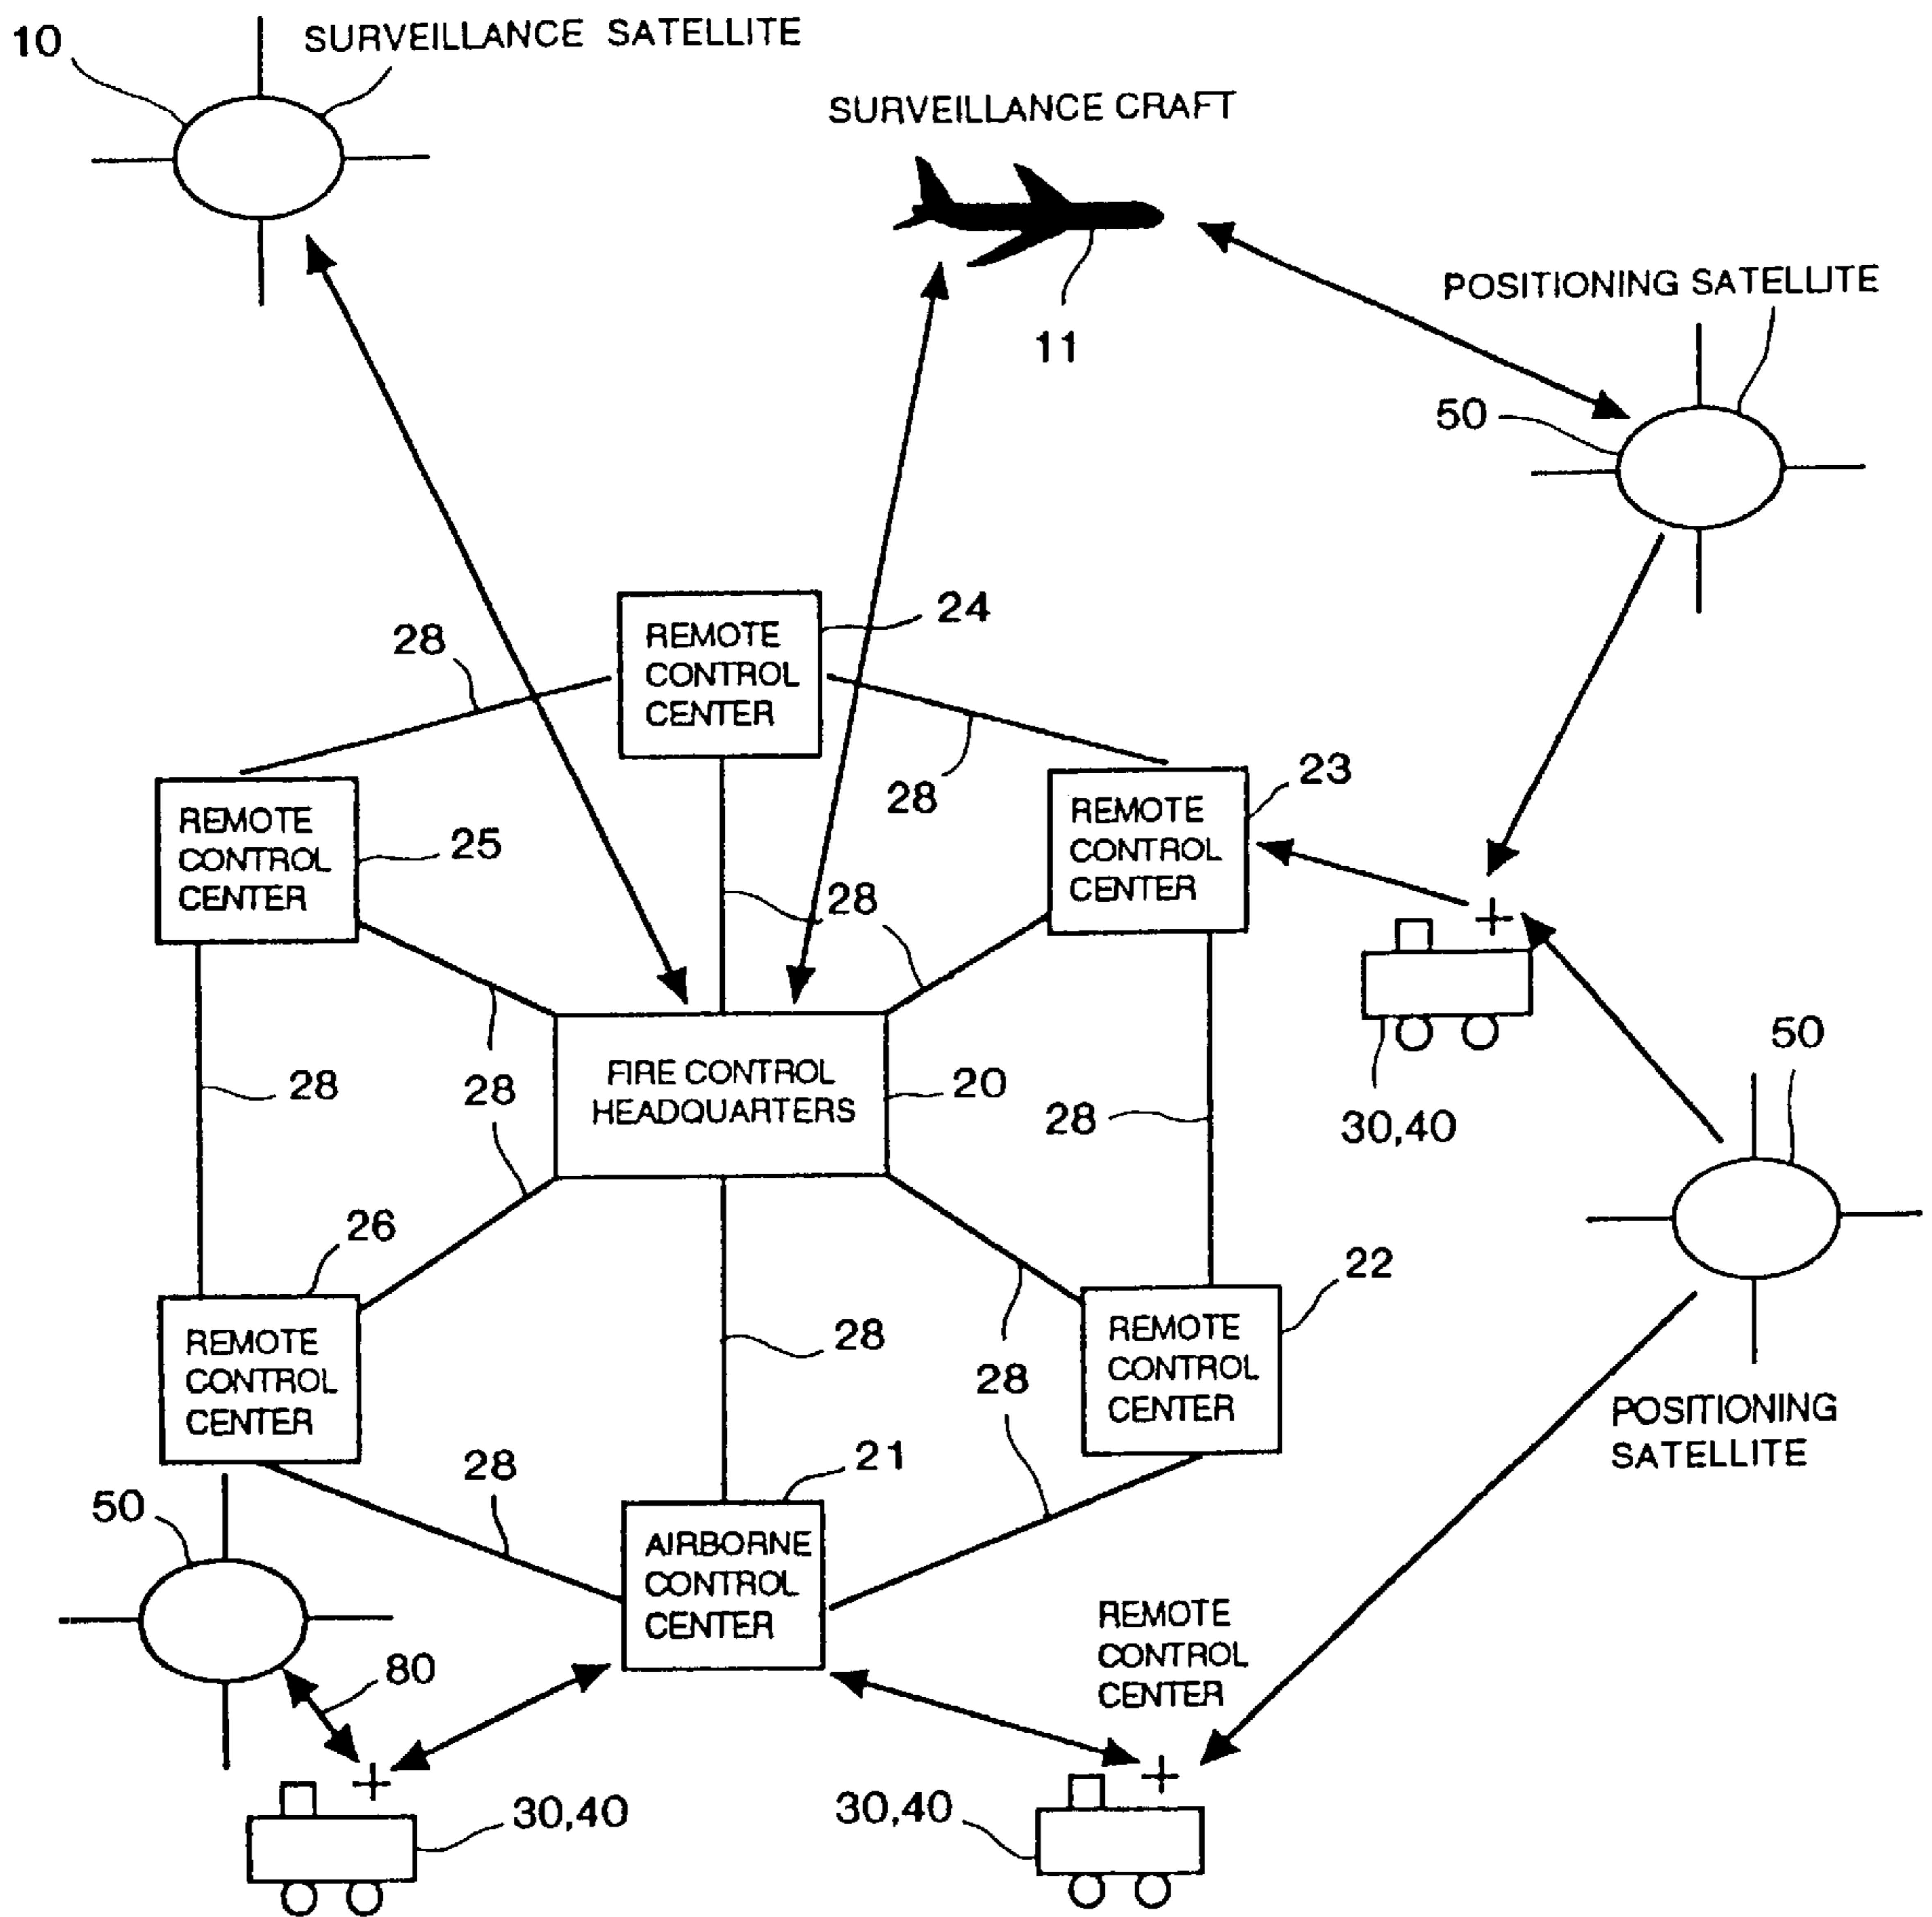 10
SURVEILLANCE SATELLITE
SURVEILLANCE CRAFT
11
POSITIONING SATELLITE
50
24
REMOTE
CONTROL
CENTER
28
28
23
REMOTE
CONTROL
CENTER
REMOTE
CONTROL
CENTER
25
28
FIRE CONTROL
HEADQUARTERS
20
28
28
28
30,40
50
26
22
REMOTE
CONTROL
CENTER
28
REMOTE
CONTROL
CENTER
28
POSITIONING
SATELLITE
28
21
50
AIRBORNE
CONTROL
CENTER
REMOTE
CONTROL
CENTER
80
30,40
30,40